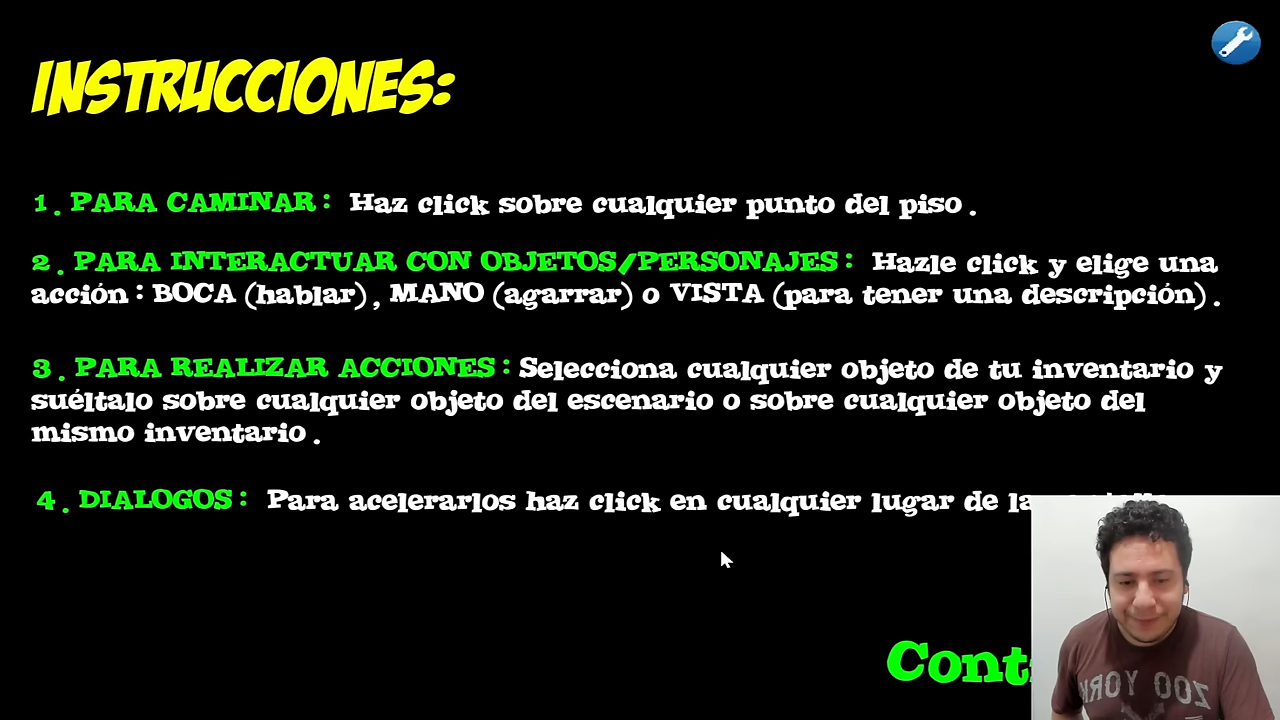 INSTRUCCIONES:
1. PARA CAMINAR: Haz click sobre cualquier punto del piso.
2. PARA INTERACTUAR CON OBJETOS/PERSONAJES: Hazle click y elige una
acción: BOCA (hablar), MANO (agarrar) o VISTA (para tener una descripción).
3. PARA REALIZAR ACCIONES: Selecciona cualquier objeto de tu inventario y
suéltalo sobre cualquier objeto del escenario o sobre cualquier objeto del
mismo inventario.
4. DIALOGOS: Para acelerarlos haz click en cualquier lugar de la
ZOO YORK